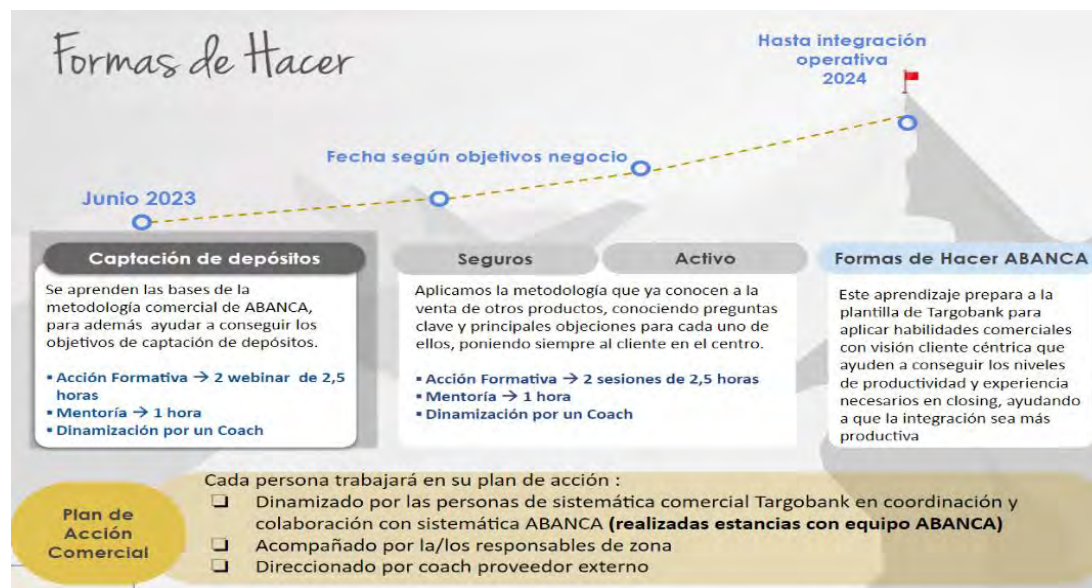 Formas de Hacer
Hasta integración
operativa
2024
Fecha según objetivos negocio
Junio 2023
Captación de depósitos
Se aprenden las bases de la
metodología comercial de ABANCA,
para además ayudar a conseguir los
objetivos de captación de depósitos.
▪ Acción Formativa → 2 webinar de 2,5
horas
▪ Mentoría → 1 hora
▪ Dinamización por un Coach
Seguros
Activo
Aplicamos la metodología que ya conocen a la
venta de otros productos, conociendo preguntas
clave y principales objeciones para cada uno de
ellos, poniendo siempre al cliente en el centro.
▪ Acción Formativa → 2 sesiones de 2,5 horas
▪ Mentoría → 1 hora
▪ Dinamización por un Coach
Formas de Hacer ABANCA
Este aprendizaje prepara a la
plantilla de Targobank para
aplicar habilidades comerciales
con visión cliente céntrica que
ayuden a conseguir los niveles
de productividad y experiencia
necesarios en closing, ayudando
a que la integración sea más
productiva
Plan de
Acción
Comercial
Cada persona trabajará en su plan de acción :
❑ Dinamizado por las personas de sistemática comercial Targobank en coordinación y
colaboración con sistemática ABANCA (realizadas estancias con equipo ABANCA)
❑ Acompañado por la/los responsables de zona
❑ Direccionado por coach proveedor externo